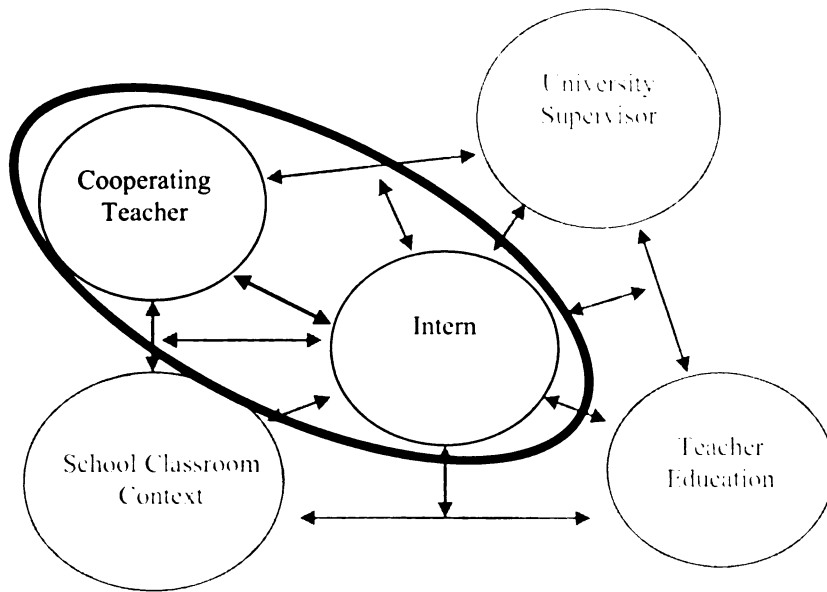 University
Supervisor
Cooperating
Teacher
Intern
School Classroom
Context
Teacher
Education